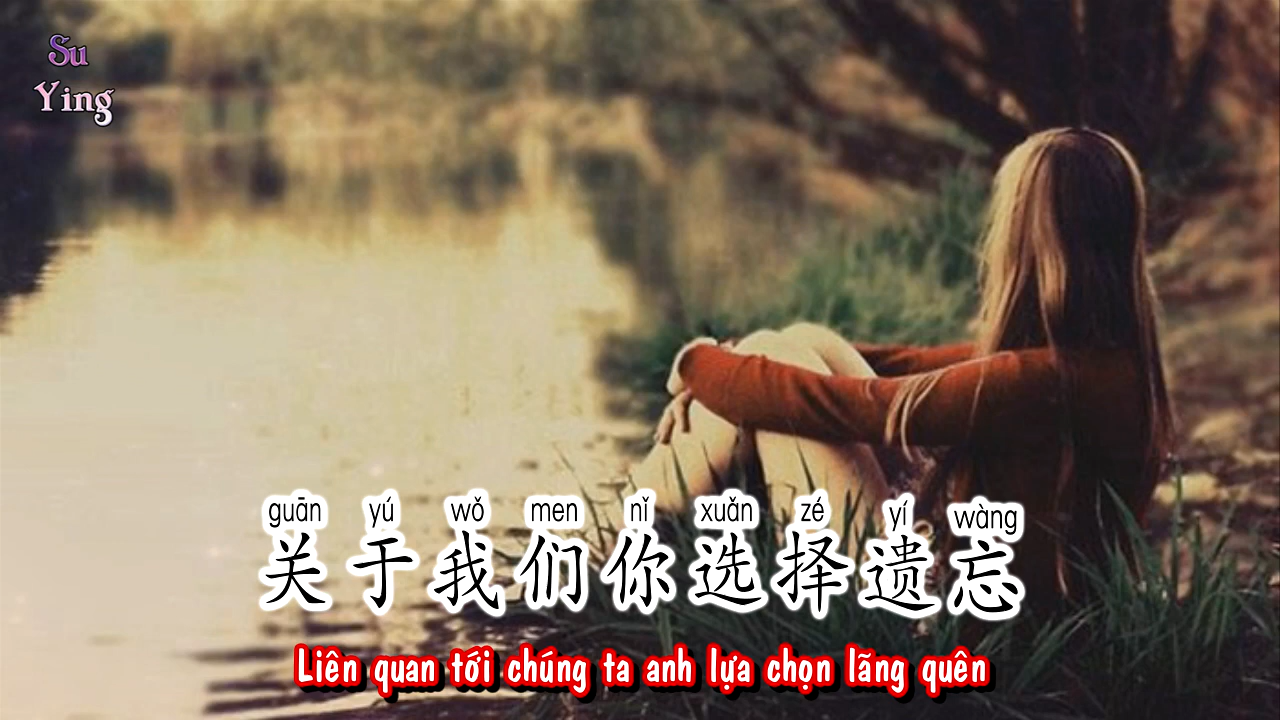 Su
Ying
guān yú wǒ men nǐ xuǎn zé yí wàng
关于我们你选择遗忘
Liên quan tới chúng ta anh lựa chọn lãng quên